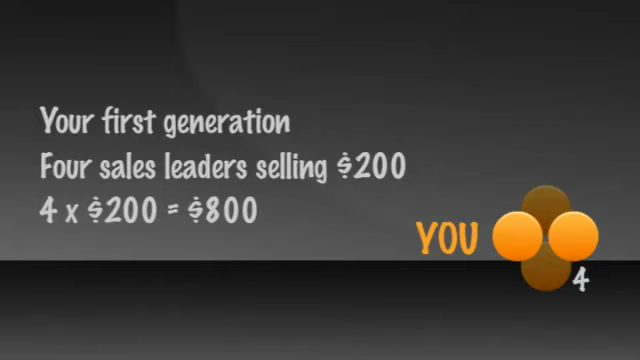 Your first generation
Four sales leaders selling $200
4 x $200 = $800
YOU
4